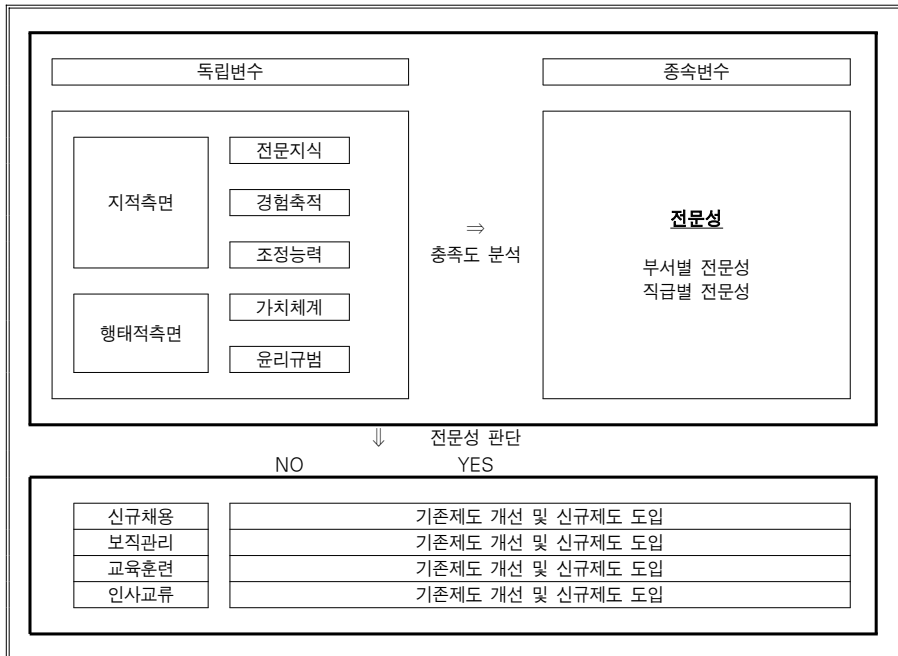 독립변수
종속변수
지적측면
전문지식
경험축적
조정능력
행태적측면
가치체계
윤리규범
⇒
충족도 분석
전문성
부서별 전문성
직급별 전문성
⇓ 전문성 판단
NO YES
신규채용 기존제도 개선 및 신규제도 도입
보직관리 기존제도 개선 및 신규제도 도입
교육훈련 기존제도 개선 및 신규제도 도입
인사교류 기존제도 개선 및 신규제도 도입